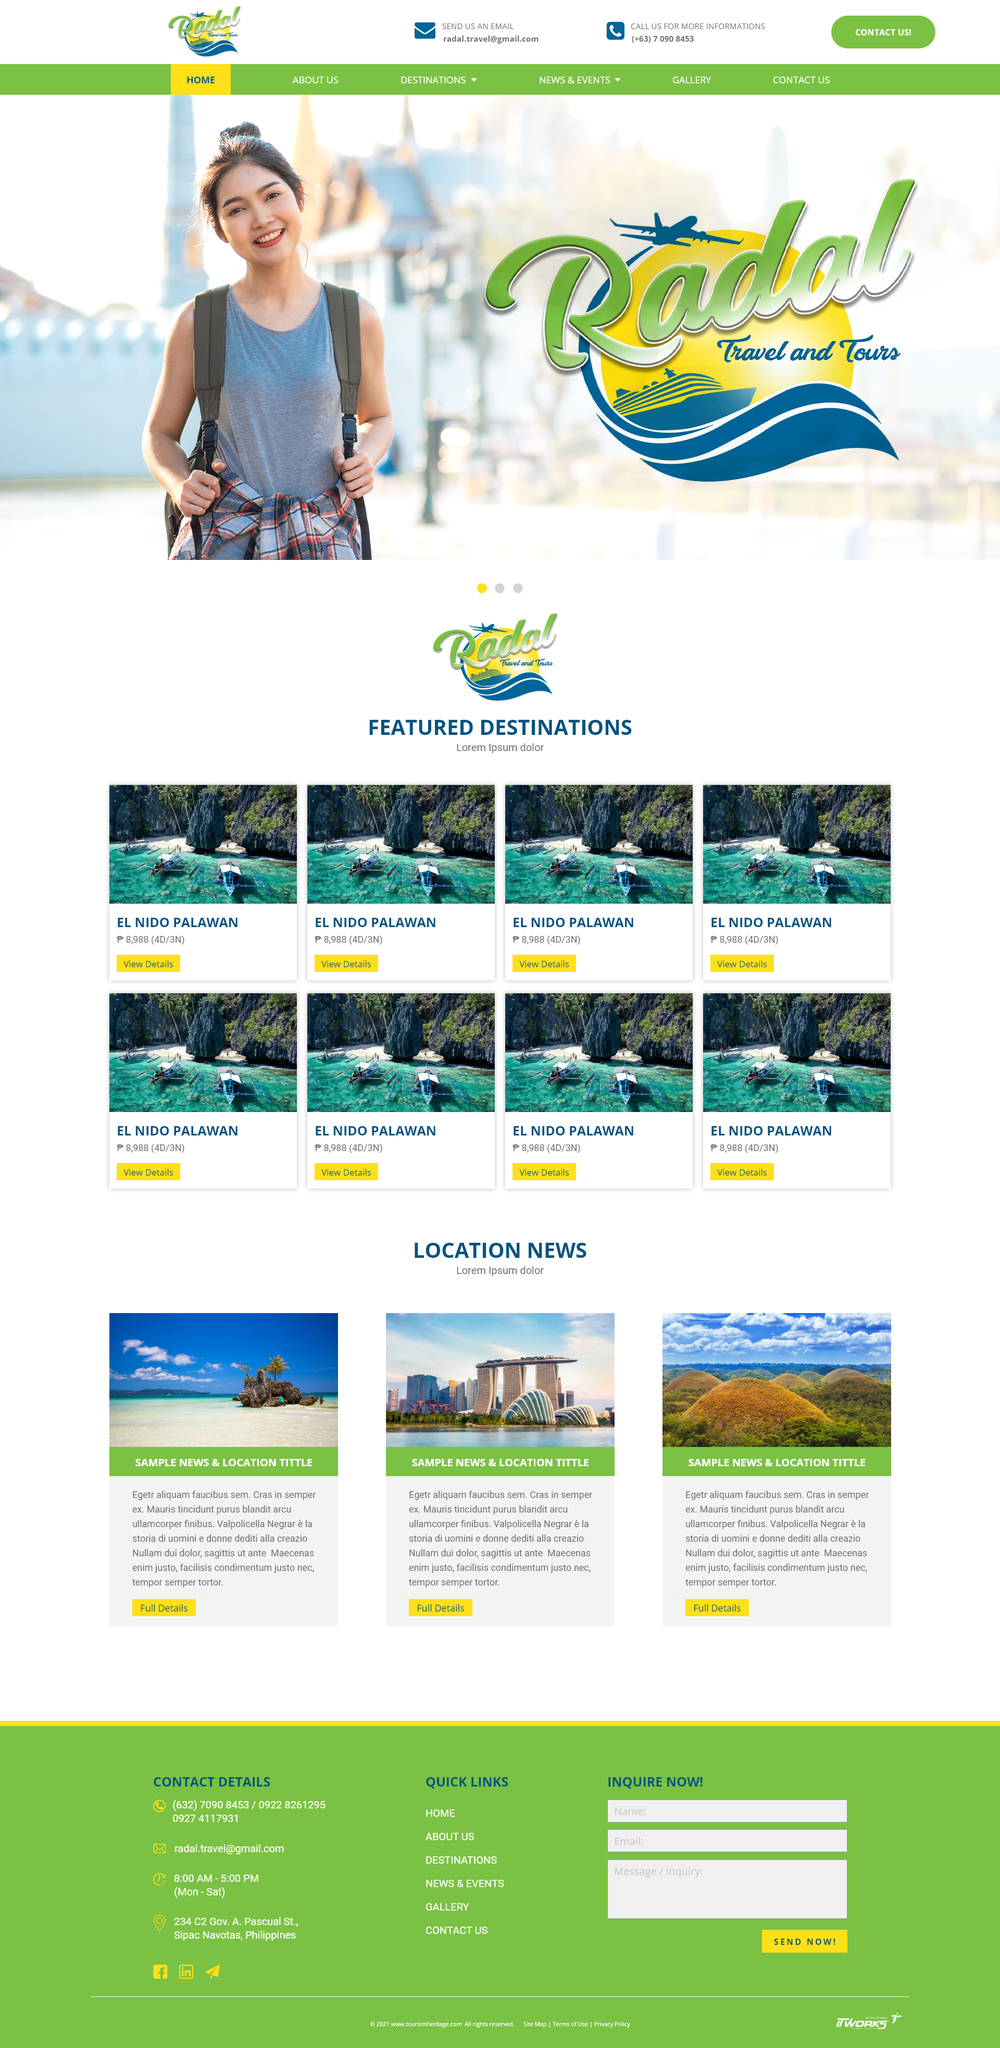 Radal
Travel and Tours
SEND US AN EMAIL
radal.travel@gmail.com
CALL US FOR MORE INFORMATIONS
(+63) 7 090 8453
CONTACT US!
HOME
ABOUT US
DESTINATIONS
NEWS & EVENTS
GALLERY
CONTACT US
Radal
Travel and Tours
Radal
Travel and Tours
FEATURED DESTINATIONS
Lorem Ipsum dolor
EL NIDO PALAWAN
₱ 8,988 (4D/3N)
View Details
EL NIDO PALAWAN
₱ 8,988 (4D/3N)
View Details
EL NIDO PALAWAN
₱ 8,988 (4D/3N)
View Details
EL NIDO PALAWAN
₱ 8,988 (4D/3N)
View Details
EL NIDO PALAWAN
₱ 8,988 (4D/3N)
View Details
EL NIDO PALAWAN
₱ 8,988 (4D/3N)
View Details
EL NIDO PALAWAN
₱ 8,988 (4D/3N)
View Details
EL NIDO PALAWAN
₱ 8,988 (4D/3N)
View Details
LOCATION NEWS
Lorem Ipsum dolor
SAMPLE NEWS & LOCATION TITTLE
Egetr aliquam faucibus sem. Cras in semper
ex. Mauris tincidunt purus blandit arcu
ullamcorper finibus. Valpolicella Negrar è la
storia di uomini e donne dediti alla creazio
Nullam dui dolor, sagittis ut ante  Maecenas
enim justo, facilisis condimentum justo nec,
tempor semper tortor.
Full Details
SAMPLE NEWS & LOCATION TITTLE
Egetr aliquam faucibus sem. Cras in semper
ex. Mauris tincidunt purus blandit arcu
ullamcorper finibus. Valpolicella Negrar è la
storia di uomini e donne dediti alla creazio
Nullam dui dolor, sagittis ut ante  Maecenas
enim justo, facilisis condimentum justo nec,
tempor semper tortor.
Full Details
SAMPLE NEWS & LOCATION TITTLE
Egetr aliquam faucibus sem. Cras in semper
ex. Mauris tincidunt purus blandit arcu
ullamcorper finibus. Valpolicella Negrar è la
storia di uomini e donne dediti alla creazio
Nullam dui dolor, sagittis ut ante  Maecenas
enim justo, facilisis condimentum justo nec,
tempor semper tortor.
Full Details
CONTACT DETAILS
(632) 7090 8453 / 0922 8261295
0927 4117931
radal.travel@gmail.com
8:00 AM - 5:00 PM
(Mon - Sat)
234 C2 Gov. A. Pascual St.,
Sipac Navotas, Philippines
QUICK LINKS
HOME
ABOUT US
DESTINATIONS
NEWS & EVENTS
GALLERY
CONTACT US
INQUIRE NOW!
Name:
Email:
Message / Inquiry:
SEND NOW!
© 2021 www.tourismheritage.com  All rights reserved.
Site Map | Terms of Use | Privacy Policy
ITWORKS